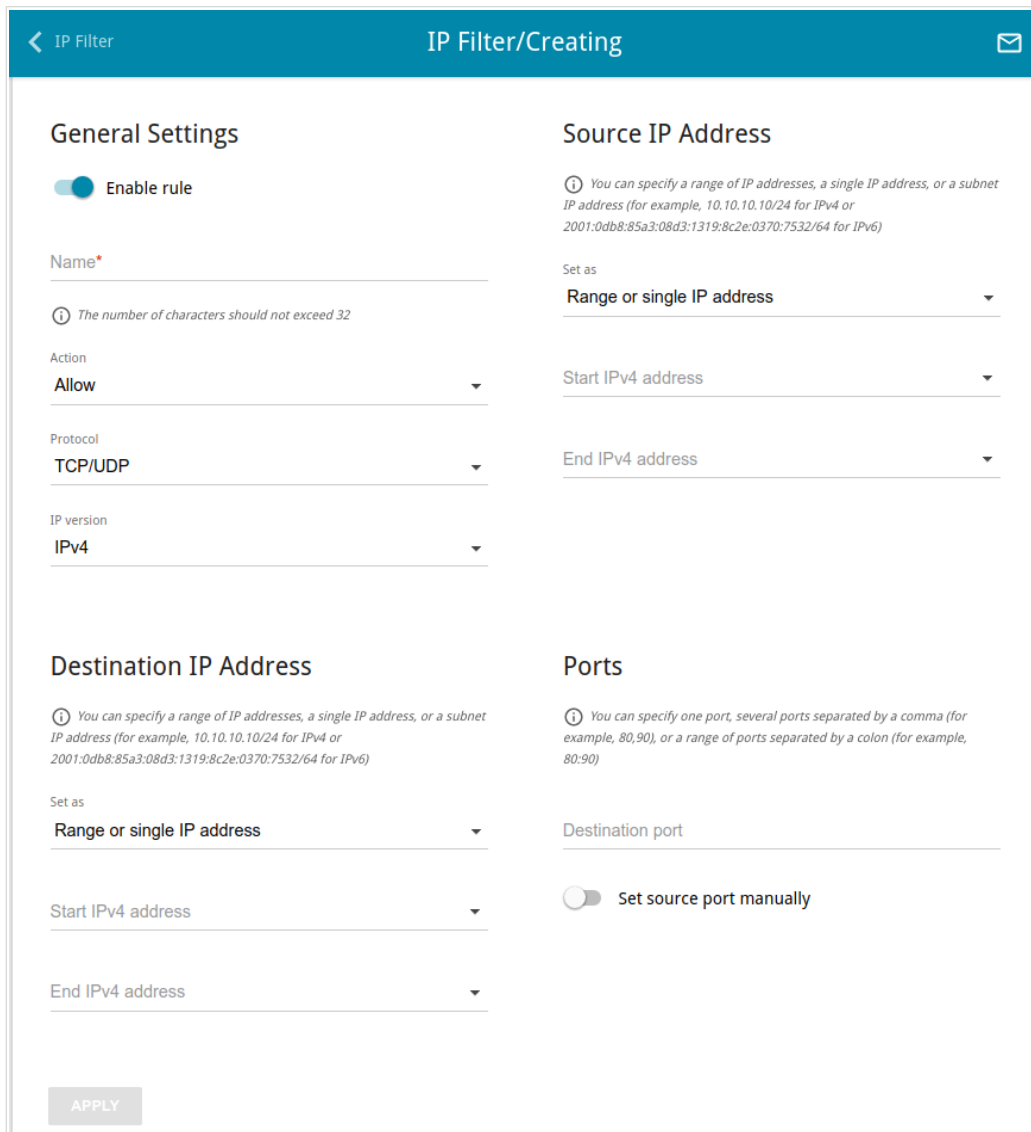 IP Filter
IP Filter/Creating
General Settings
Enable rule
Name*
The number of characters should not exceed 32
Action
Allow
Protocol
TCP/UDP
IP version
IPv4
Source IP Address
You can specify a range of IP addresses, a single IP address, or a subnet
IP address (for example, 10.10.10.10/24 for IPv4 or
2001:0db8:85a3:08d3:1319:8c2e:0370:7532/64 for IPv6)
Set as
Range or single IP address
Start IPv4 address
End IPv4 address
Destination IP Address
You can specify a range of IP addresses, a single IP address, or a subnet
IP address (for example, 10.10.10.10/24 for IPv4 or
2001:0db8:85a3:08d3:1319:8c2e:0370:7532/64 for IPv6)
Set as
Range or single IP address
Start IPv4 address
End IPv4 address
Ports
You can specify one port, several ports separated by a comma (for
example, 80,90), or a range of ports separated by a colon (for example,
80:90)
Destination port
Set source port manually
APPLY